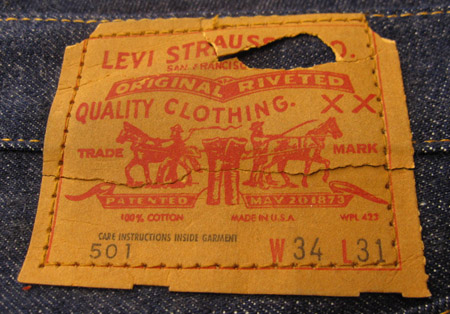 LEVI STRAUSS & CO.
SAN FRANCISCO
ORIGINAL RIVETED
QUALITY CLOTHING. XX
TRADE MARK
PATENTED MAY 20 1873
100% COTTON MADE IN U.S.A. WPL 423
CARE INSTRUCTIONS INSIDE GARMENT
501 W 34 L 31